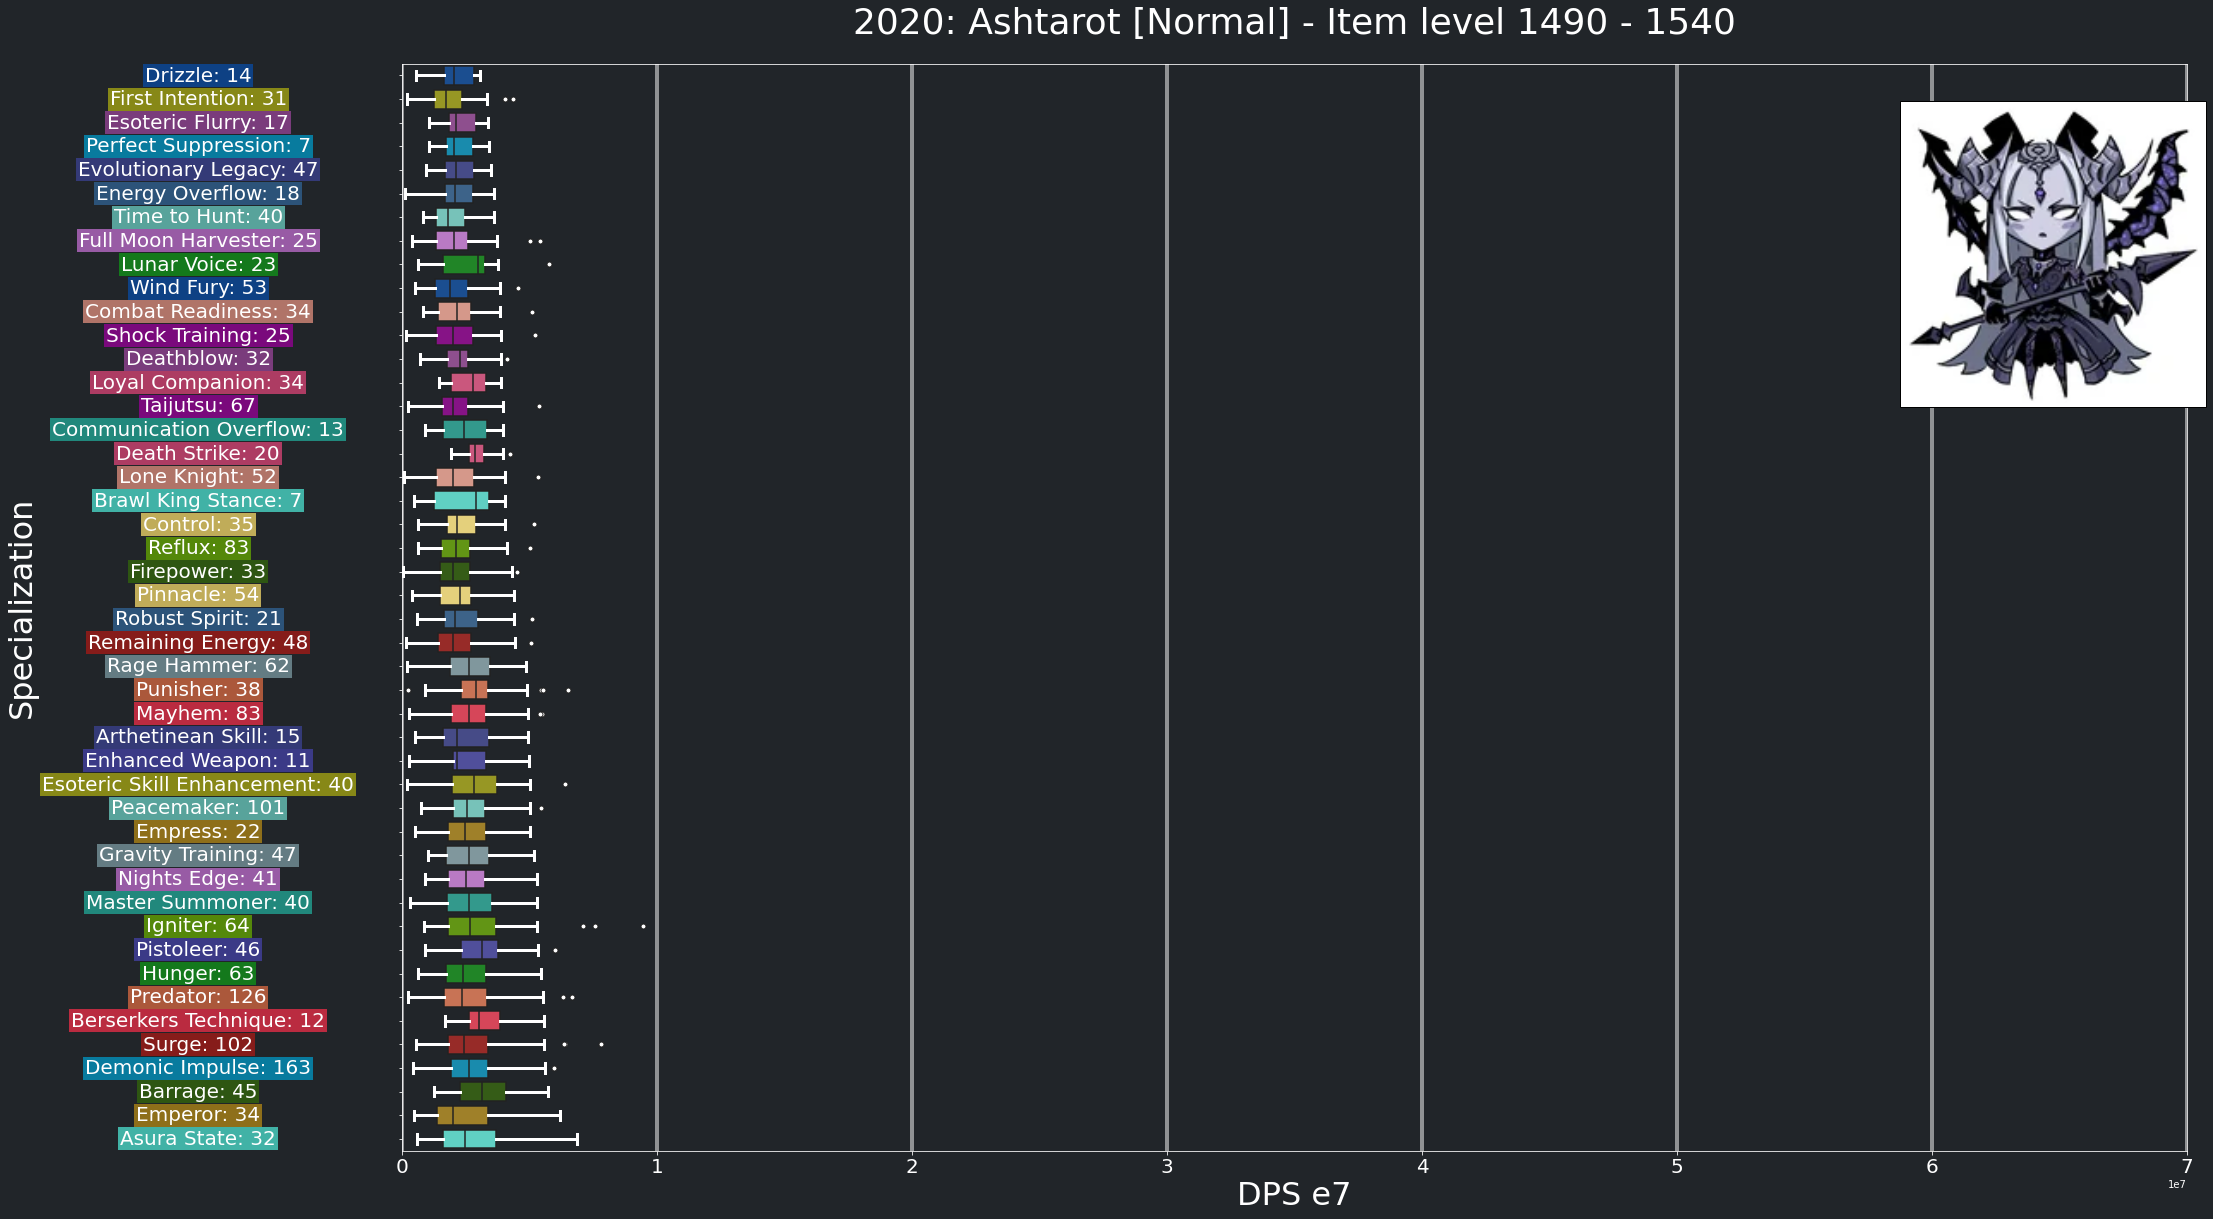 2020: Ashtarot [Normal] - Item level 1490 - 1540
Drizzle: 14
First Intention: 31
Esoteric Flurry: 17
Perfect Suppression: 7
Evolutionary Legacy: 47
Energy Overflow: 18
Time to Hunt: 40
Full Moon Harvester: 25
Lunar Voice: 23
Wind Fury: 53
Combat Readiness: 34
Shock Training: 25
Deathblow: 32
Loyal Companion: 34
Taijutsu: 67
Communication Overflow: 13
Death Strike: 20
Lone Knight: 52
Brawl King Stance: 7
Control: 35
Reflux: 83
Firepower: 33
Pinnacle: 54
Robust Spirit: 21
Remaining Energy: 48
Rage Hammer: 62
Punisher: 38
Mayhem: 83
Arthetinean Skill: 15
Enhanced Weapon: 11
Esoteric Skill Enhancement: 40
Peacemaker: 101
Empress: 22
Gravity Training: 47
Nights Edge: 41
Master Summoner: 40
Igniter: 64
Pistoleer: 46
Hunger: 63
Predator: 126
Berserkers Technique: 12
Surge: 102
Demonic Impulse: 163
Barrage: 45
Emperor: 34
Asura State: 32
Specialization
0 1 2 3 4 5 6 7
1e7
DPS e7